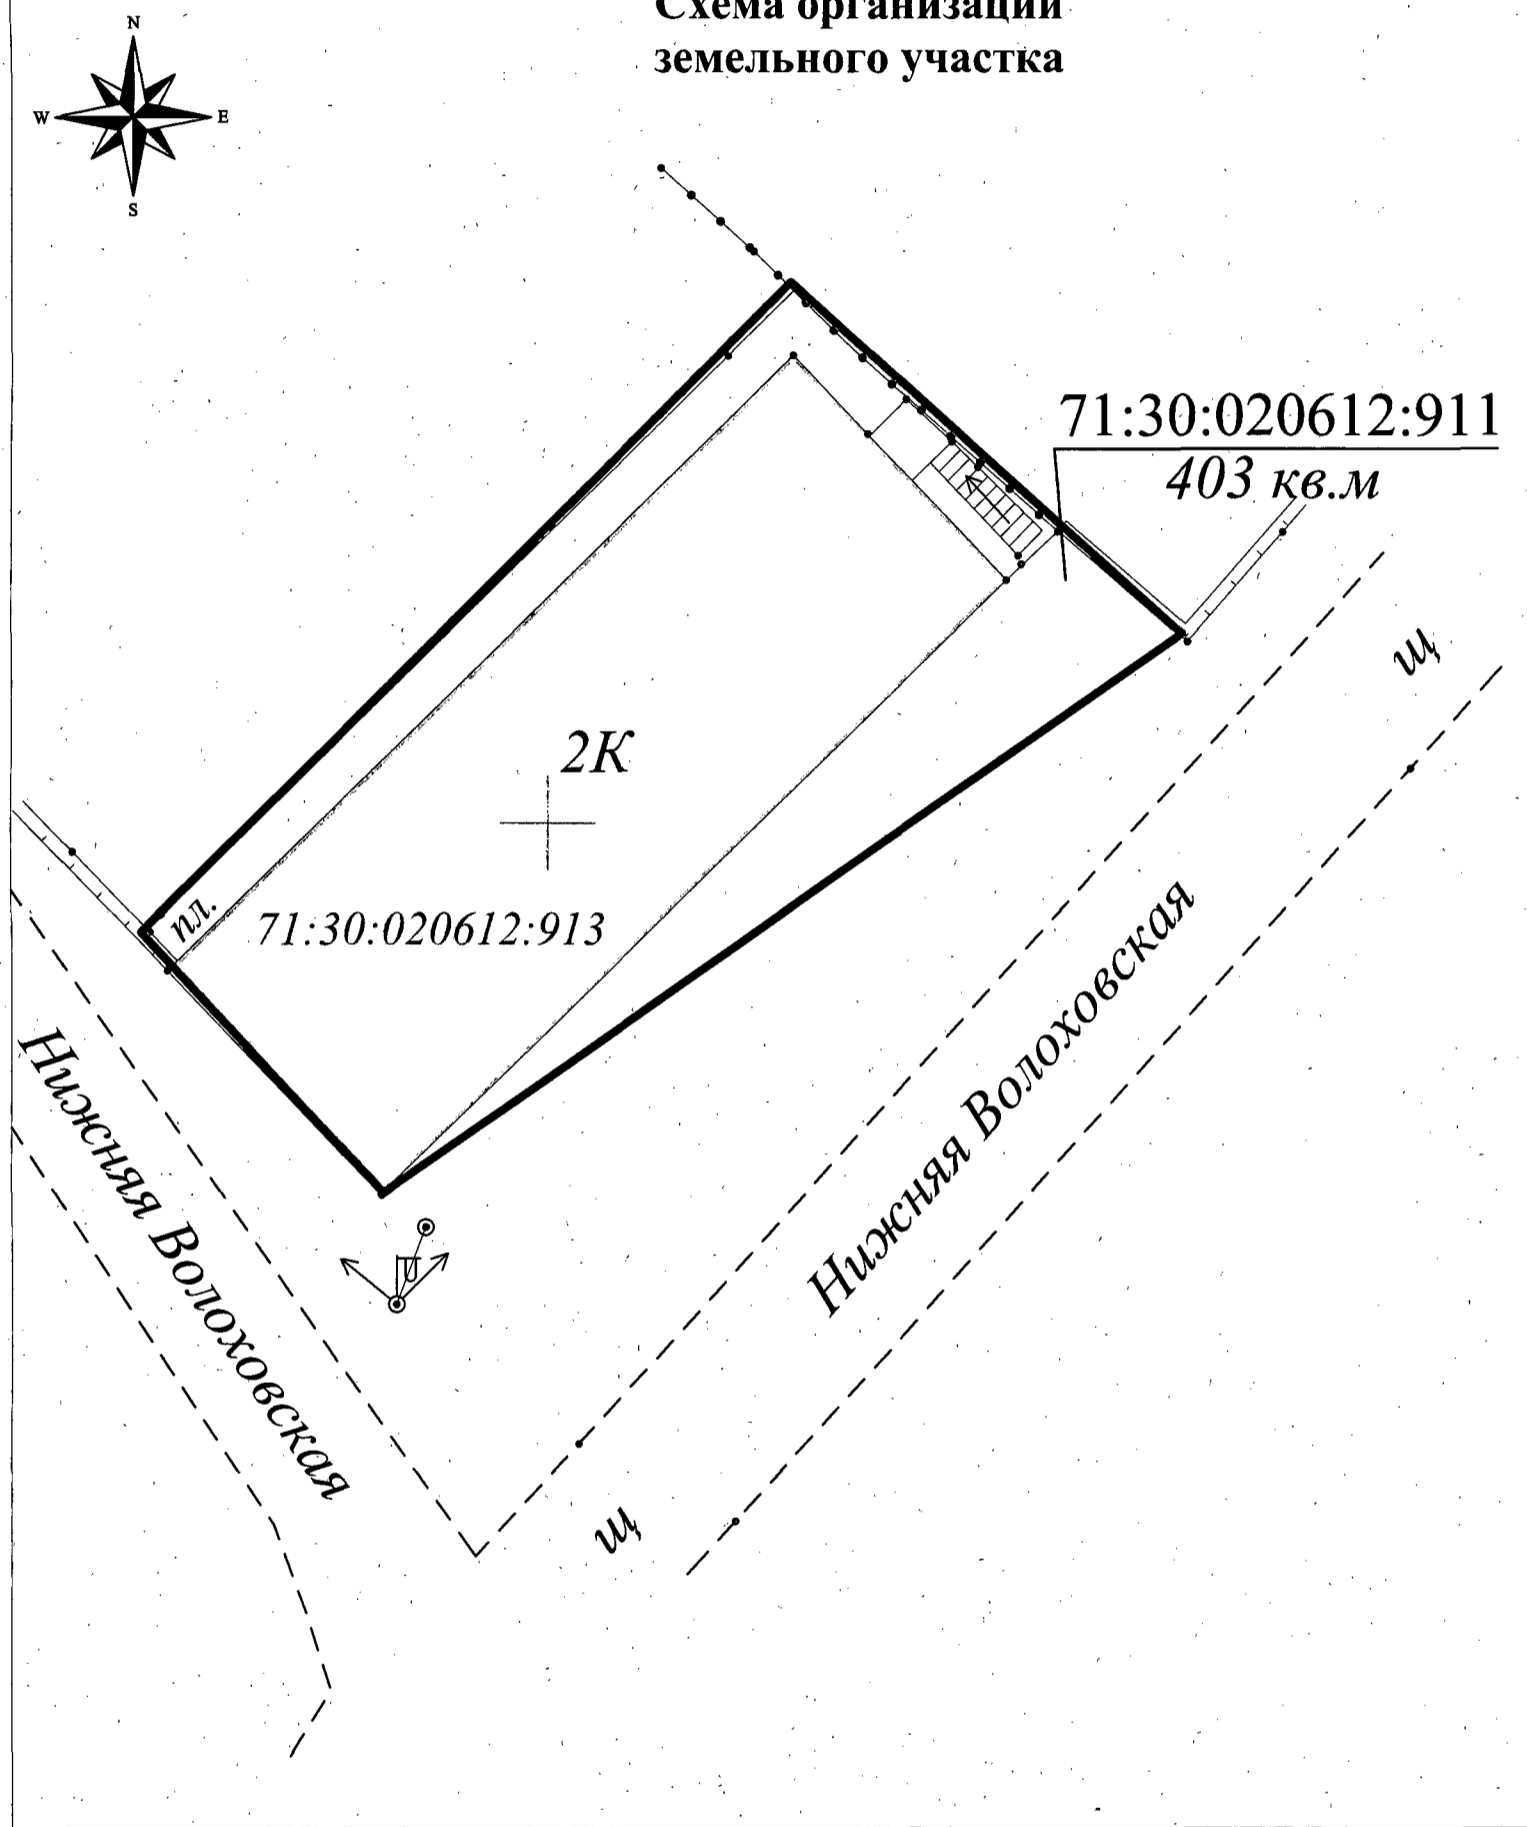 Схема организации
земельного участка
N
W
E
S
71:30:020612:911
403 кв.м
щ
2К
пл.
71:30:020612:913
Нижняя Волоховская
Нижняя Волоховская
щ